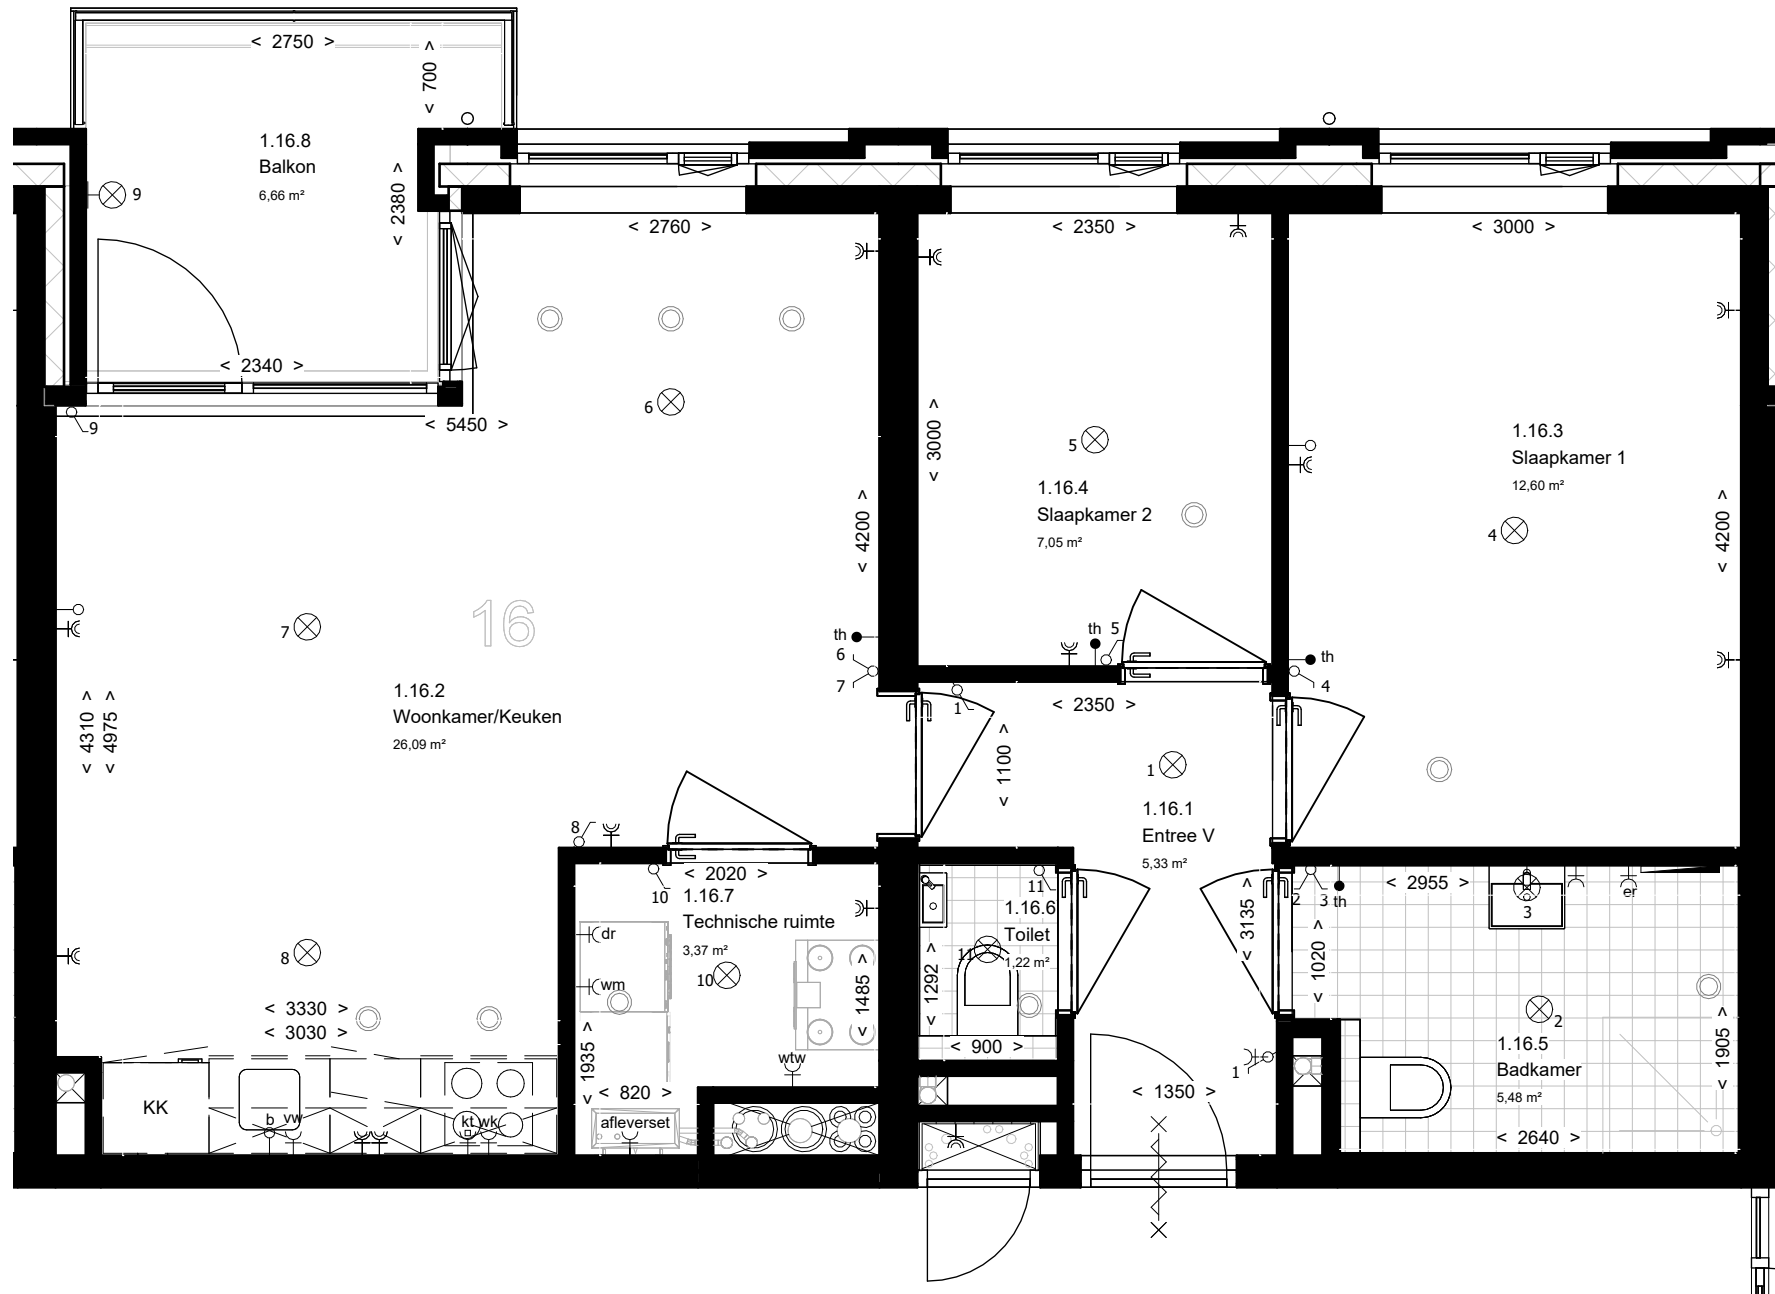 < 2750 >
< 700 >
1.16.8
Balkon
6,66 m²
9
< 2380 >
< 2340 >
9
< 5450 >
< 2760 >
< 2350 >
< 3000 >
6
5
4
< 3000 >
< 4200 >
< 4200 >
1.16.3
Slaapkamer 1
12,60 m²
1.16.4
Slaapkamer 2
7,05 m²
16
7
th
6
7
th 5
th
4
1.16.2
Woonkamer/Keuken
26,09 m²
< 4310 >
< 4975 >
1
< 2350 >
< 1100 >
1
1.16.1
Entree V
5,33 m²
8
8
< 2020 >
10
1.16.7
Technische ruimte
3,37 m²
dr
wm
10
< 1485 >
wtw
< 1935 >
< 820 >
afleverset
11
1.16.6
Toilet
1,22 m²
11
< 1292 >
< 900 >
< 3135 >
2
3
th
< 1020 >
< 2955 >
3
er
2
1.16.5
Badkamer
5,48 m²
< 1905 >
< 2640 >
1
< 1350 >
< 3330 >
< 3030 >
KK
b
vw
kt
wk